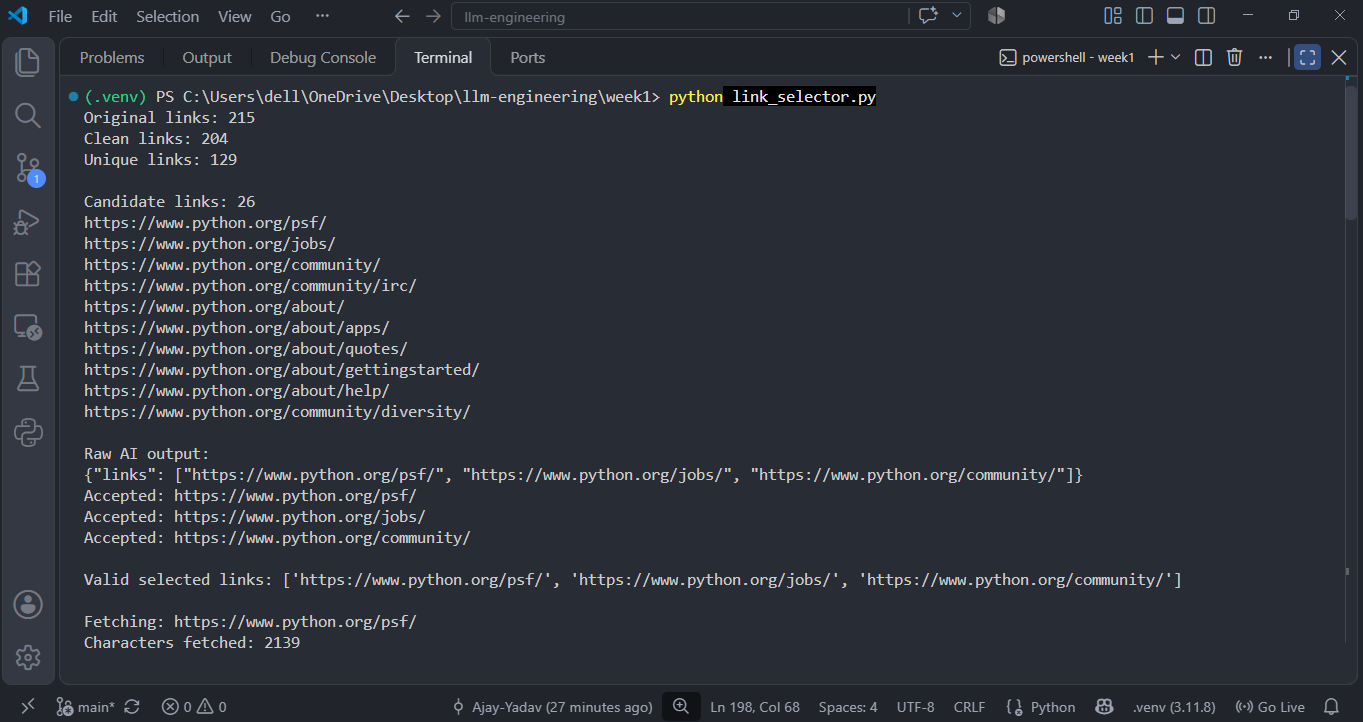 File Edit Selection View Go ··· llm-engineering
Problems Output Debug Console Terminal Ports powershell - week1
(.venv) PS C:\Users\dell\OneDrive\Desktop\llm-engineering\week1> python link_selector.py
Original links: 215
Clean links: 204
Unique links: 129
Candidate links: 26
https://www.python.org/psf/
https://www.python.org/jobs/
https://www.python.org/community/
https://www.python.org/community/irc/
https://www.python.org/about/
https://www.python.org/about/apps/
https://www.python.org/about/quotes/
https://www.python.org/about/gettingstarted/
https://www.python.org/about/help/
https://www.python.org/community/diversity/
Raw AI output:
{"links": ["https://www.python.org/psf/", "https://www.python.org/jobs/", "https://www.python.org/community/"]}
Accepted: https://www.python.org/psf/
Accepted: https://www.python.org/jobs/
Accepted: https://www.python.org/community/
Valid selected links: ['https://www.python.org/psf/', 'https://www.python.org/jobs/', 'https://www.python.org/community/']
Fetching: https://www.python.org/psf/
Characters fetched: 2139
1
main* 0 0 Ajay-Yadav (27 minutes ago) Ln 198, Col 68 Spaces: 4 UTF-8 CRLF {} Python .venv (3.11.8) Go Live